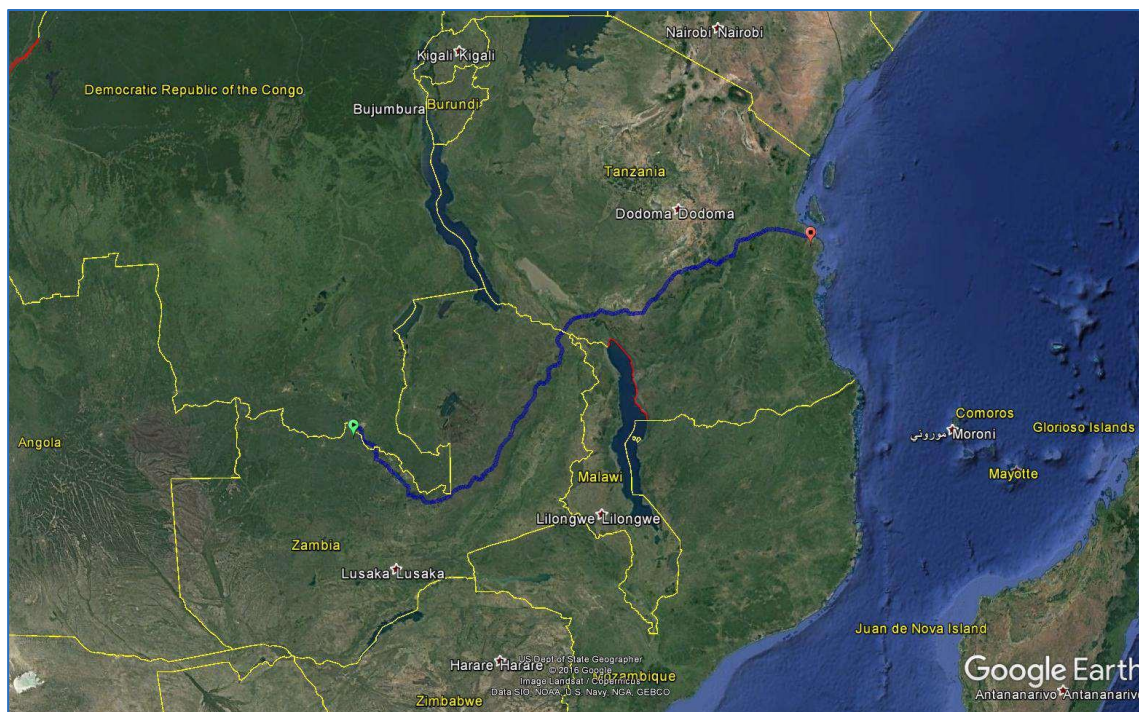 Nairobi Nairobi
Kigali Kigali
Democratic Republic of the Congo
Bujumbura
Burundi
Tanzania
Dodoma Dodoma
Angola
Comoros
موروني Moroni
Glorioso Islands
Mayotte
Malawi
Lilongwe Lilongwe
Zambia
Lusaka Lusaka
Juan de Nova Island
Harare Harare
US Dept of State Geographer
© 2016 Google
Image Landsat / Copernicus
Data SIO, NOAA, U.S. Navy, NGA, GEBCO
Mozambique
Zimbabwe
Google Earth
Antananarivo Antananarivo